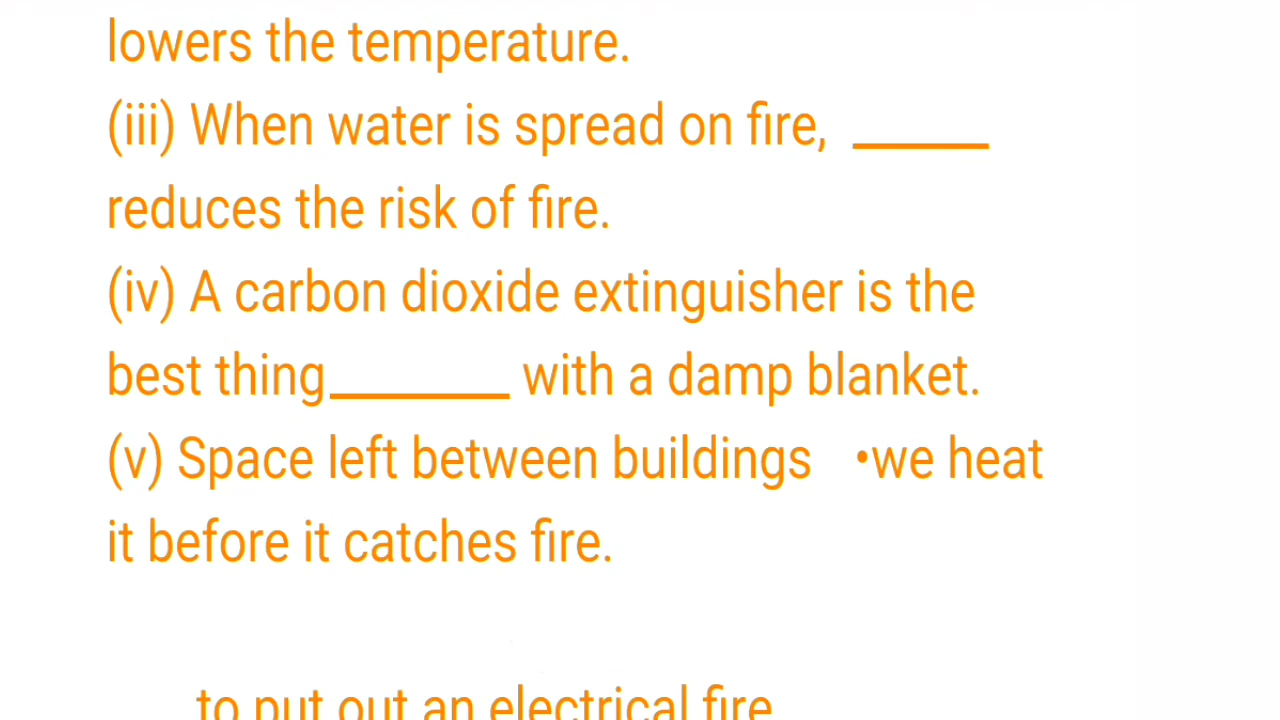 lowers the temperature.
(iii) When water is spread on fire, ______
reduces the risk of fire.
(iv) A carbon dioxide extinguisher is the
best thing________ with a damp blanket.
(v) Space left between buildings •we heat
it before it catches fire.
to put out an electrical fire